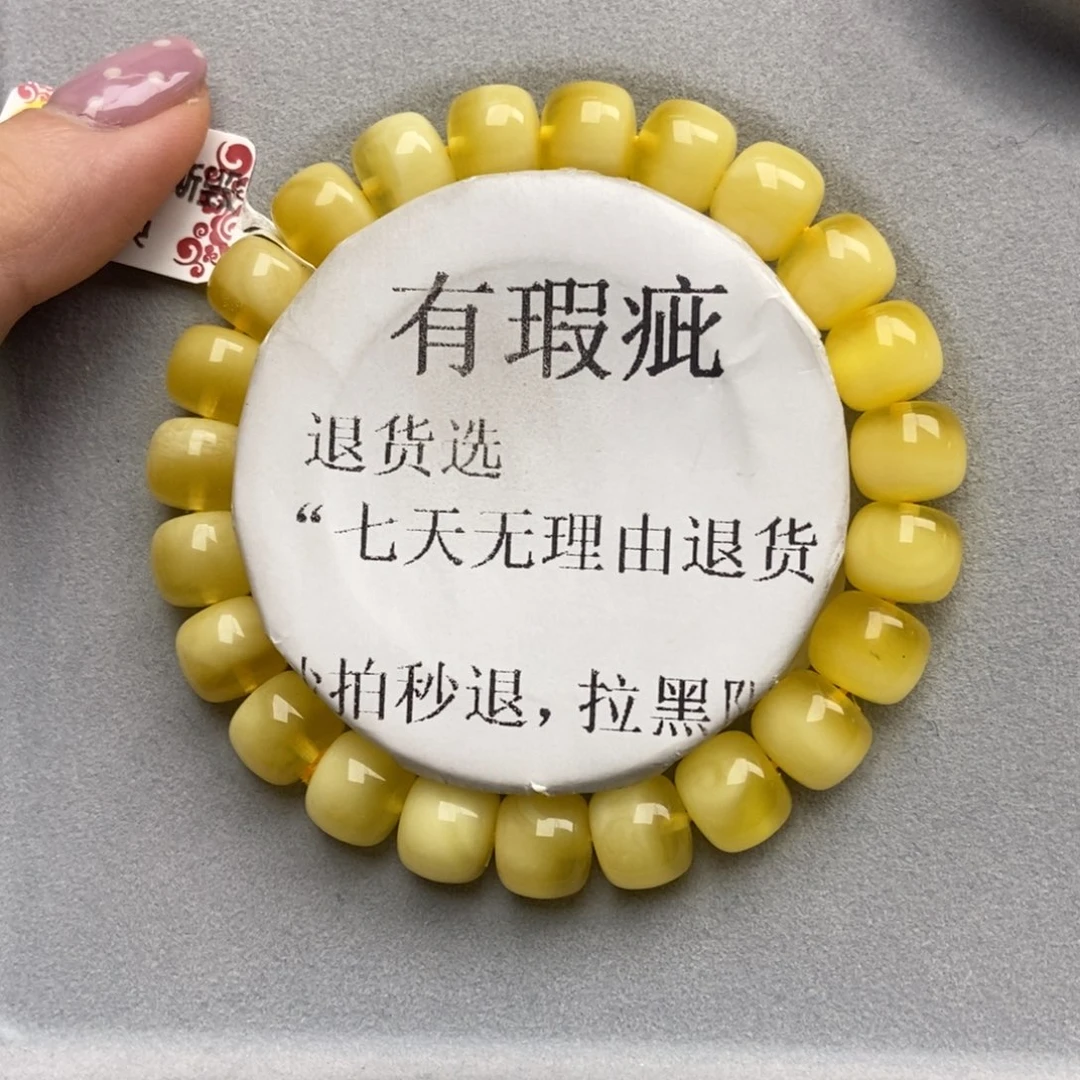 有瑕疵
退货选
“七天无理由退货
拍秒退，拉黑